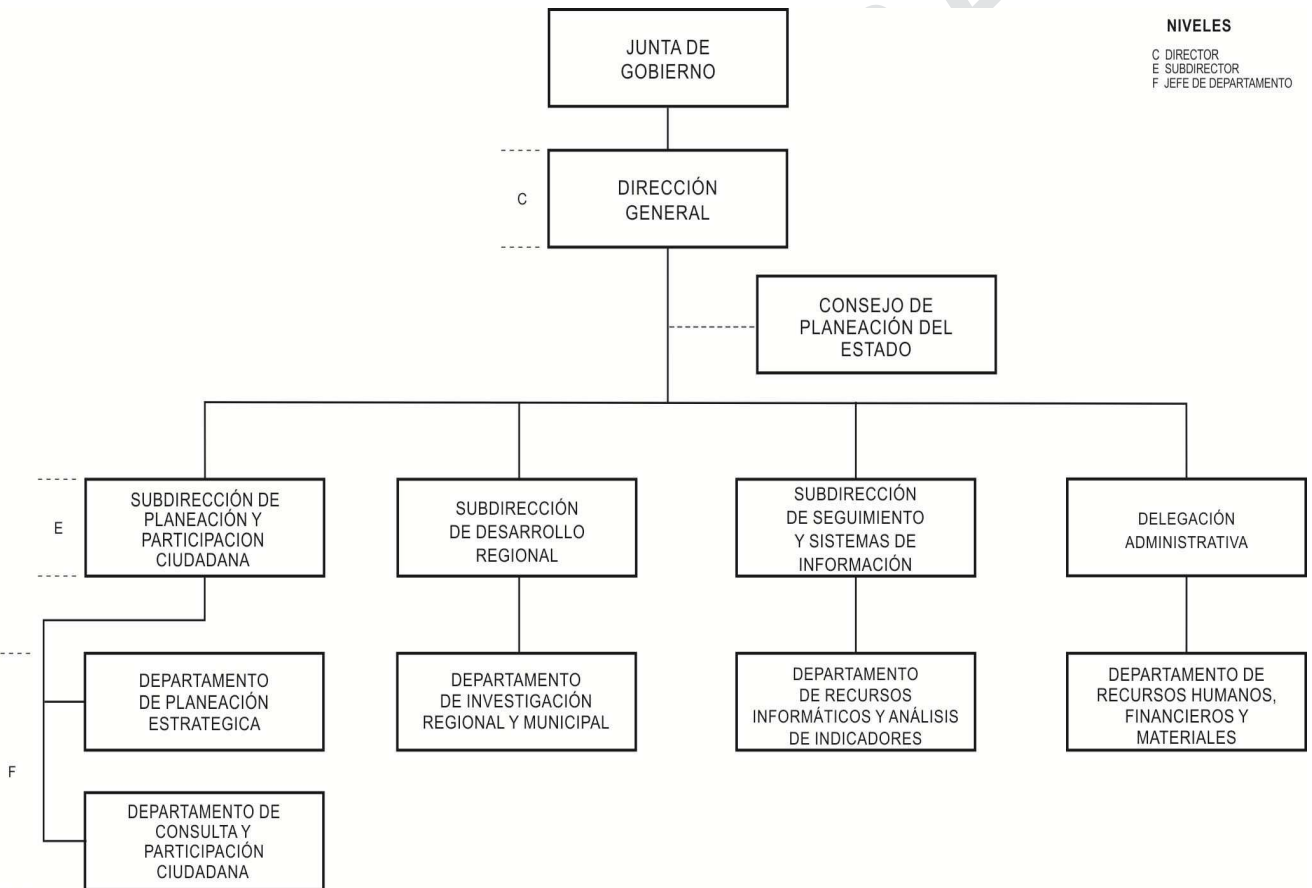 NIVELES
C DIRECTOR
E SUBDIRECTOR
F JEFE DE DEPARTAMENTO
JUNTA DE
GOBIERNO
C
DIRECCIÓN
GENERAL
CONSEJO DE
PLANEACIÓN DEL
ESTADO
E
SUBDIRECCIÓN DE
PLANEACIÓN Y
PARTICIPACION
CIUDADANA
SUBDIRECCIÓN
DE DESARROLLO
REGIONAL
SUBDIRECCIÓN
DE SEGUIMIENTO
Y SISTEMAS DE
INFORMACIÓN
DELEGACIÓN
ADMINISTRATIVA
F
DEPARTAMENTO
DE PLANEACIÓN
ESTRATEGICA
DEPARTAMENTO
DE INVESTIGACIÓN
REGIONAL Y MUNICIPAL
DEPARTAMENTO
DE RECURSOS
INFORMÁTICOS Y ANÁLISIS
DE INDICADORES
DEPARTAMENTO DE
RECURSOS HUMANOS,
FINANCIEROS Y
MATERIALES
DEPARTAMENTO DE
CONSULTA Y
PARTICIPACIÓN
CIUDADANA